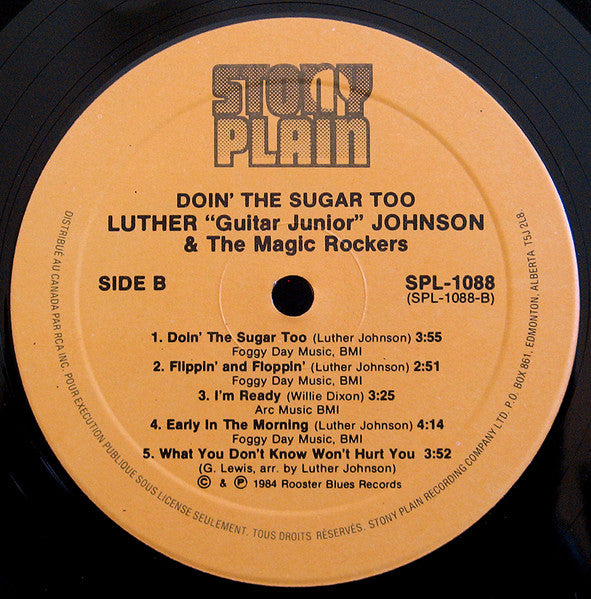 STONY
PLAIN
DOIN' THE SUGAR TOO
LUTHER "Guitar Junior" JOHNSON
& The Magic Rockers
SIDE B
SPL-1088
(SPL-1088-B)
1. Doin' The Sugar Too (Luther Johnson) 3:55
Foggy Day Music, BMI
2. Flippin' and Floppin' (Luther Johnson) 2:51
Foggy Day Music, BMI
3. I'm Ready (Willie Dixon) 3:25
Arc Music BMI
4. Early In The Morning (Luther Johnson) 4:14
Foggy Day Music, BMI
5. What You Don't Know Won't Hurt You 3:52
(G. Lewis, arr. by Luther Johnson)
© & ℗ 1984 Rooster Blues Records
DISTRIBUÉ AU CANADA PAR RCA INC. POUR EXECUTION PUBLIQUE SOUS LICENSE SEULEMENT. TOUS DROITS RÉSERVÉS. STONY PLAIN RECORDING COMPANY LTD. P.O. BOX 861, EDMONTON, ALBERTA T5J 2L8.